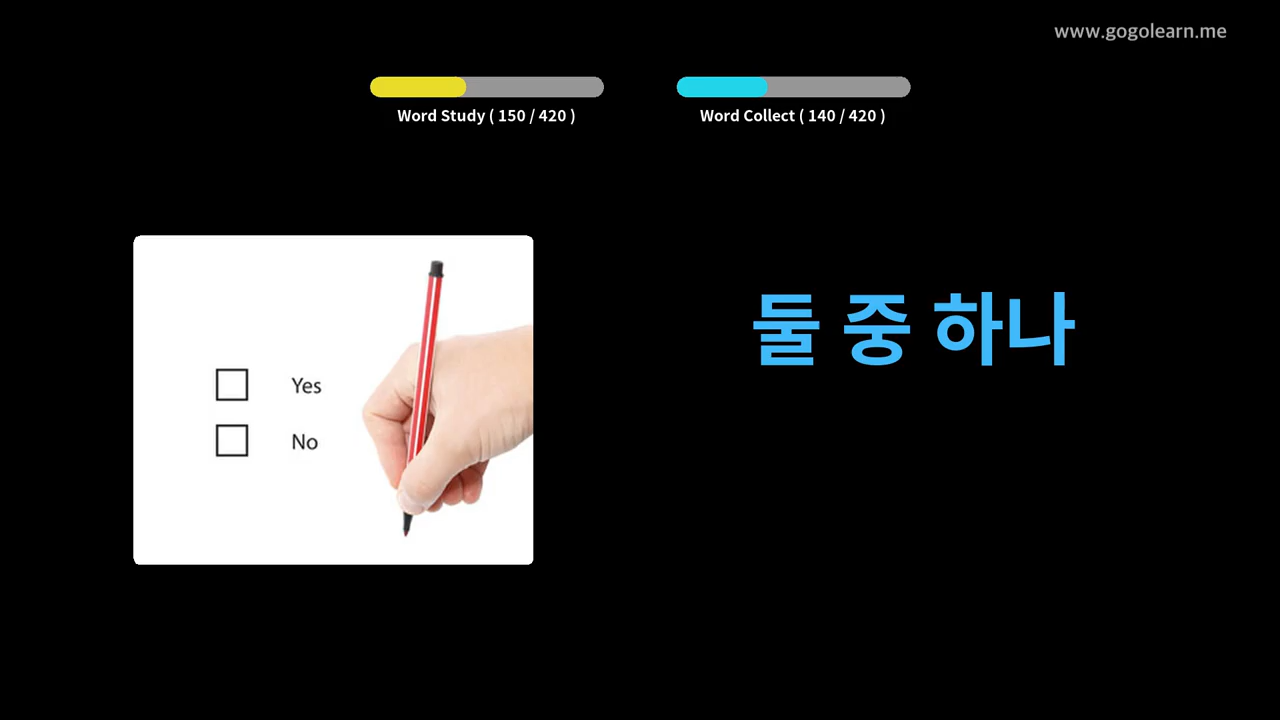 www.gogolearn.me
Word Study ( 150 / 420 )
Word Collect ( 140 / 420 )
둘 중 하나
Yes
No